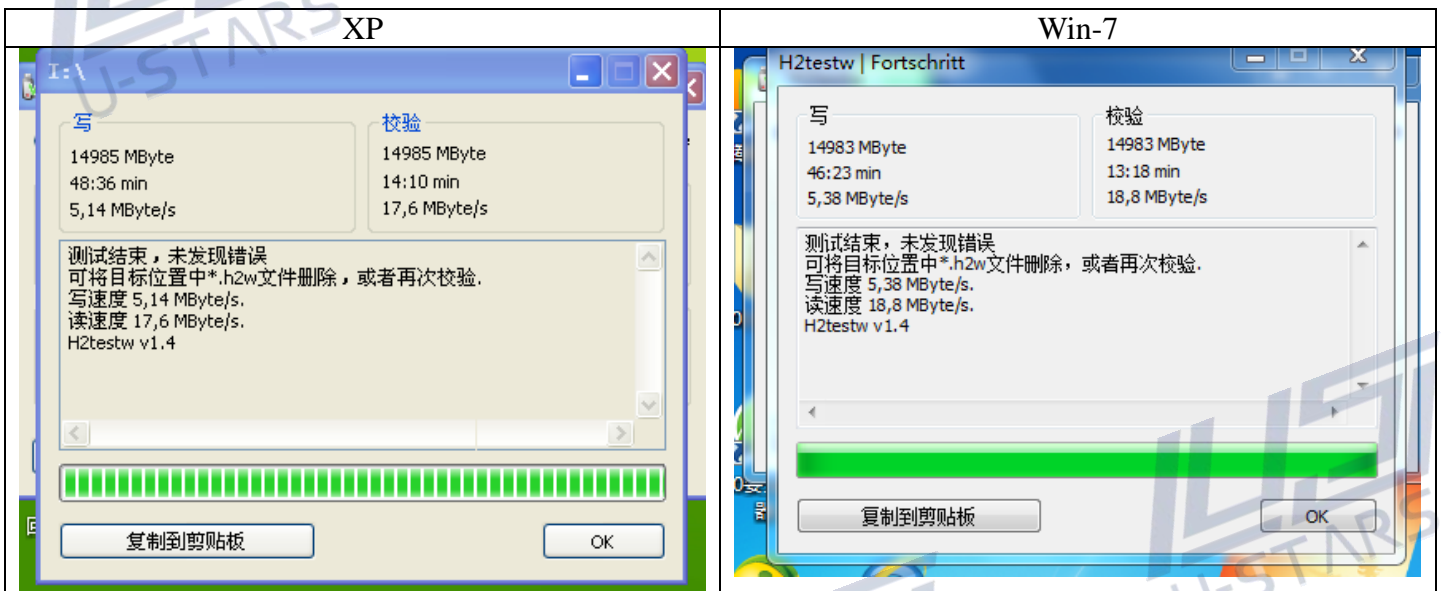 XP
Win-7
I:\
写
校验
14985 MByte
14985 MByte
48:36 min
14:10 min
5,14 MByte/s
17,6 MByte/s
测试结束，未发现错误
可将目标位置中*.h2w文件删除，或者再次校验.
写速度 5,14 MByte/s.
读速度 17,6 MByte/s.
H2testw v1.4
复制到剪贴板
OK
H2testw | Fortschritt
写
校验
14983 MByte
14983 MByte
46:23 min
13:18 min
5,38 MByte/s
18,8 MByte/s
测试结束，未发现错误
可将目标位置中*.h2w文件删除，或者再次校验.
写速度 5,38 MByte/s.
读速度 18,8 MByte/s.
H2testw v1.4
复制到剪贴板
OK
U-STARS
U-STARS